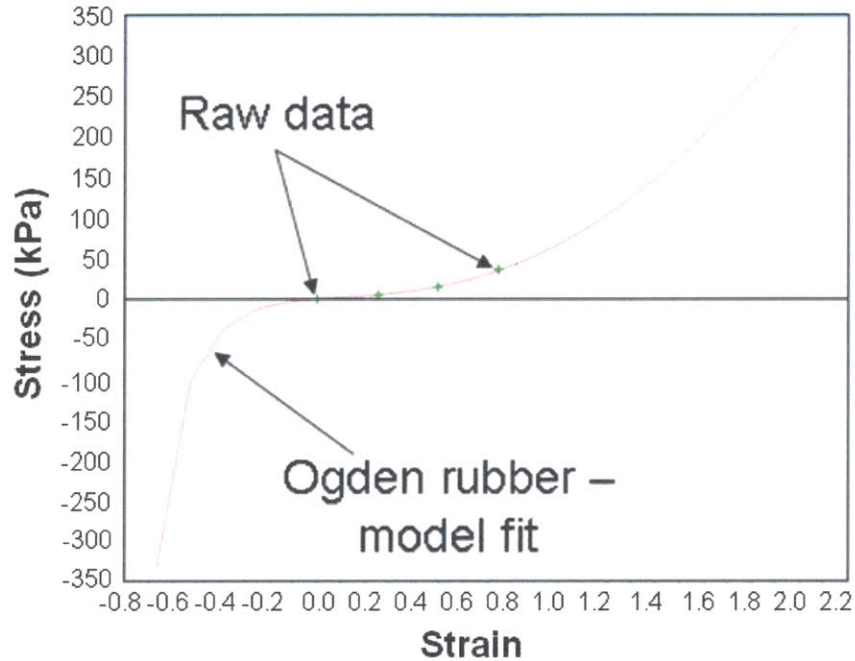 350
300
250
200
150
100
50
0
-50
-100
-150
-200
-250
-300
-350
Stress (kPa)
Raw data
Ogden rubber –
model fit
-0.8 -0.6 -0.4 -0.2 0.0 0.2 0.4 0.6 0.8 1.0 1.2 1.4 1.6 1.8 2.0 2.2
Strain